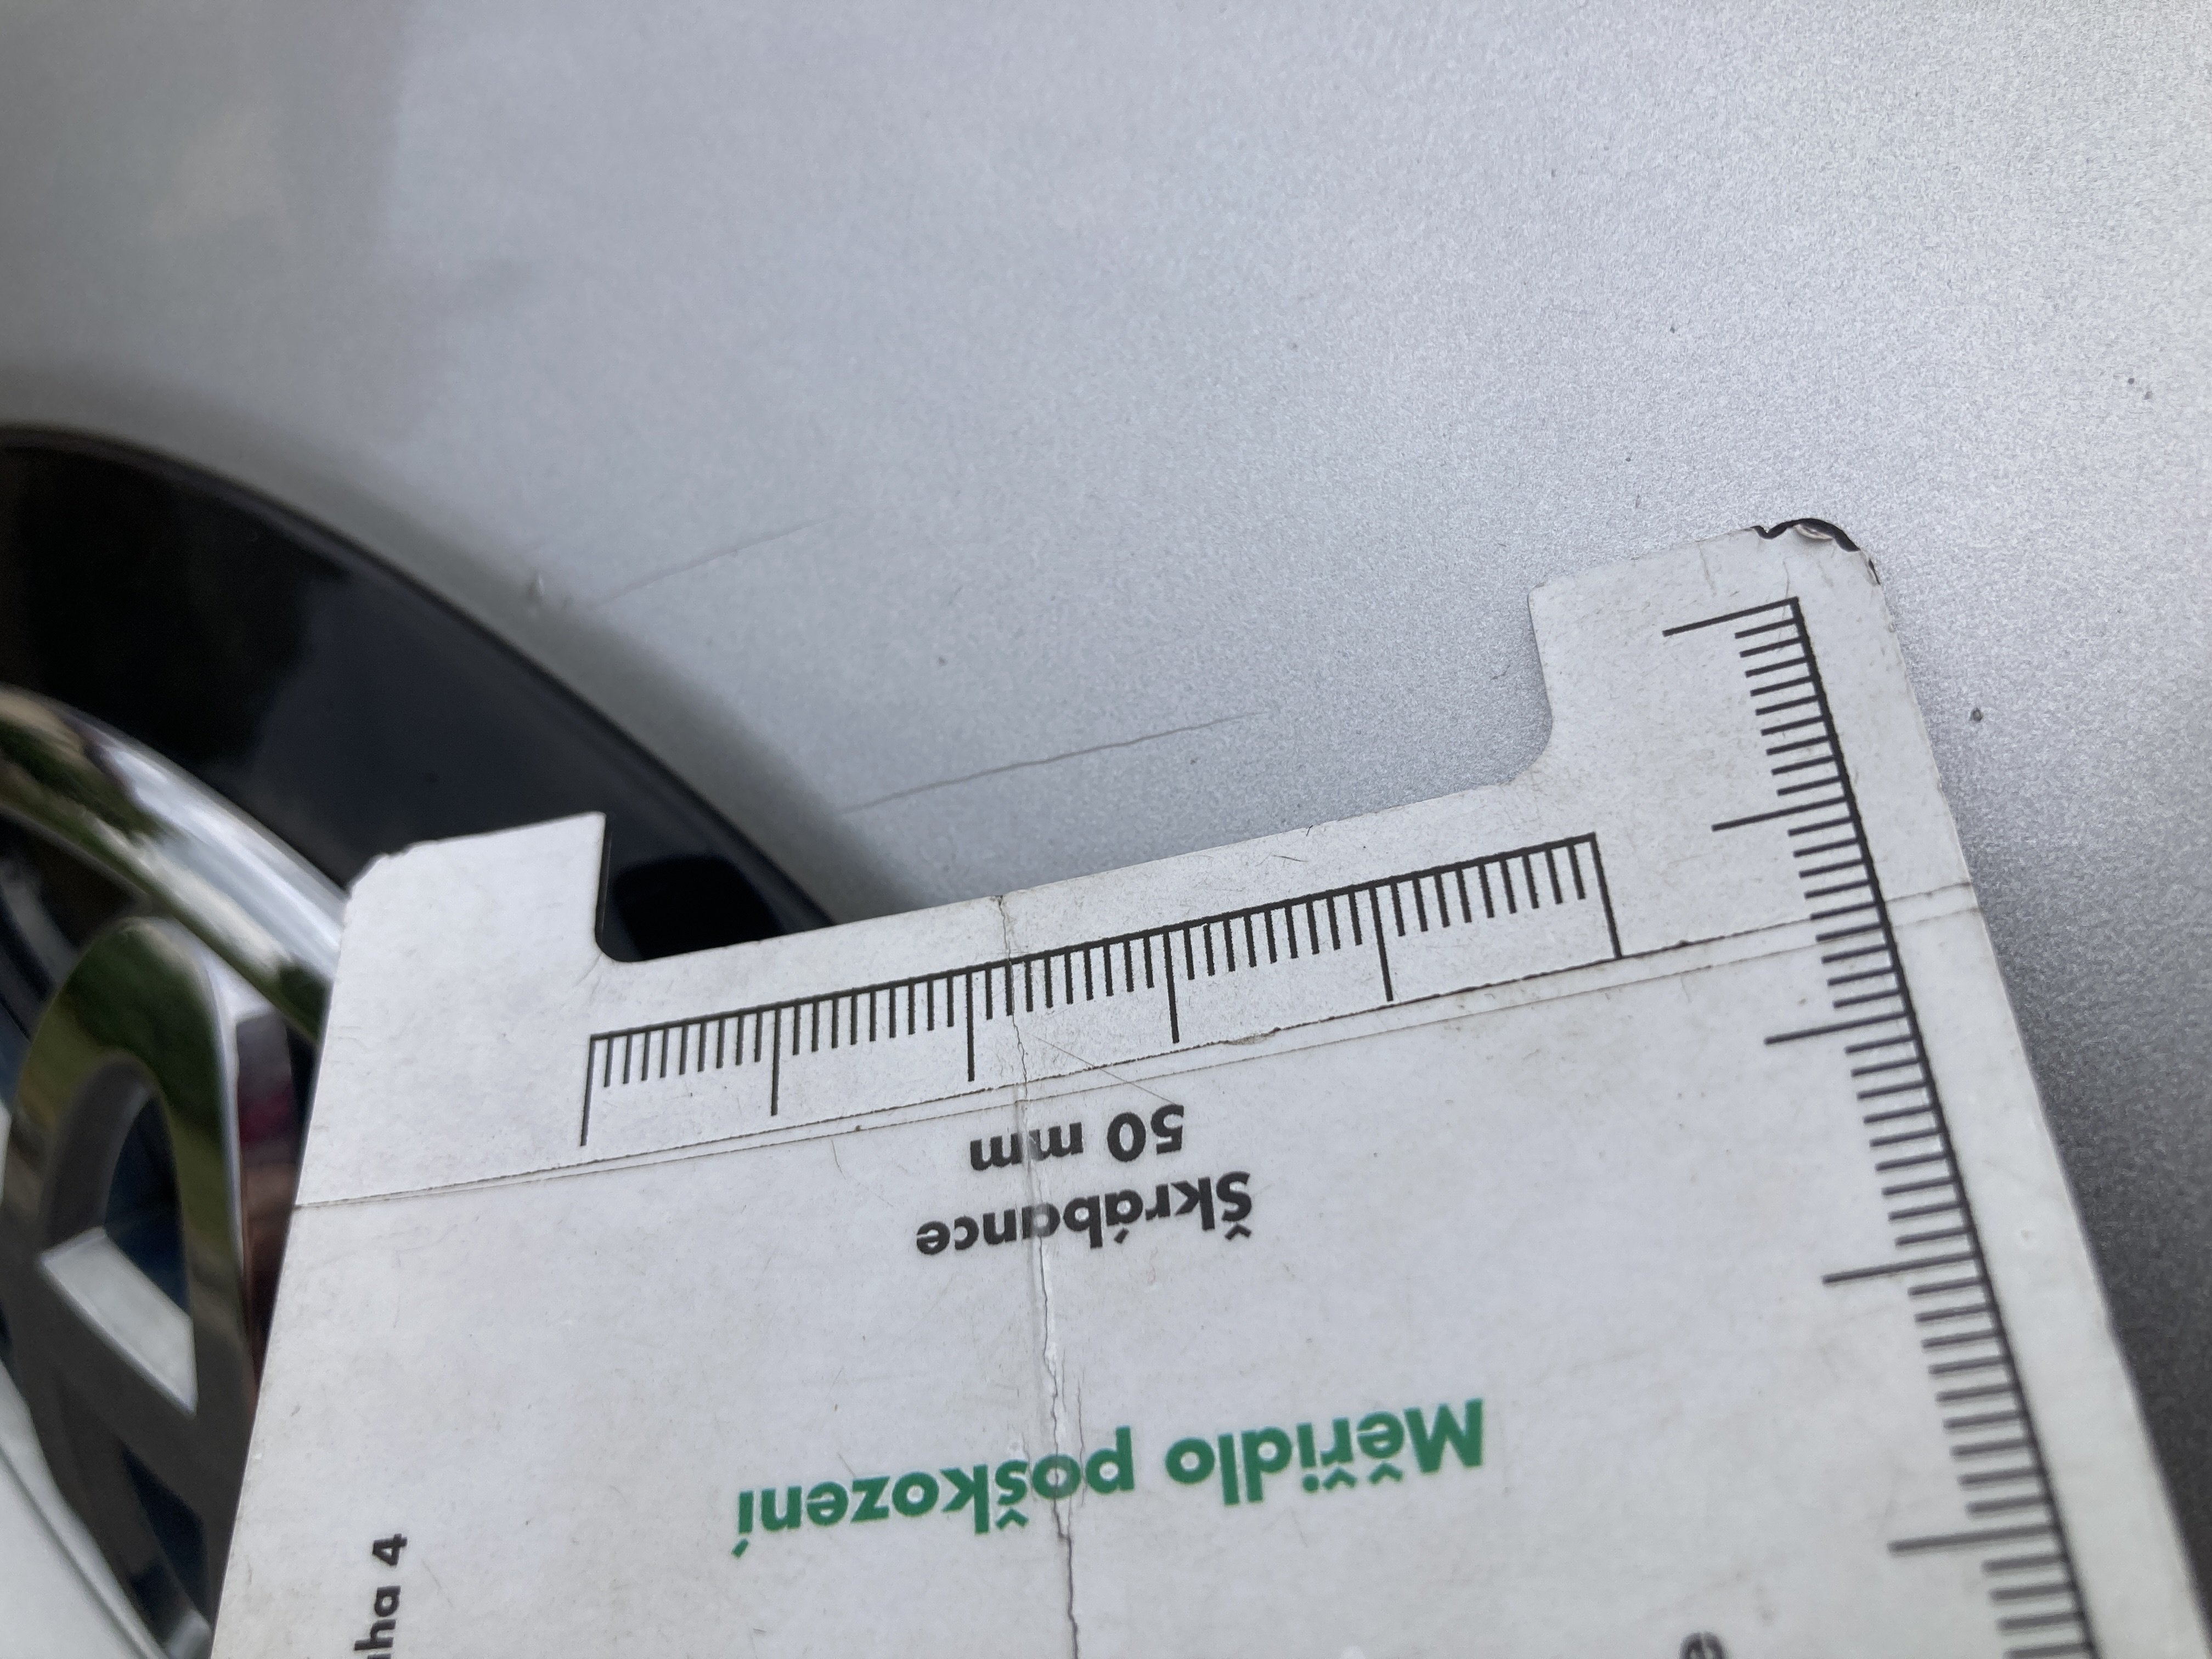 Měřidlo poškození
Škrábance
50 mm